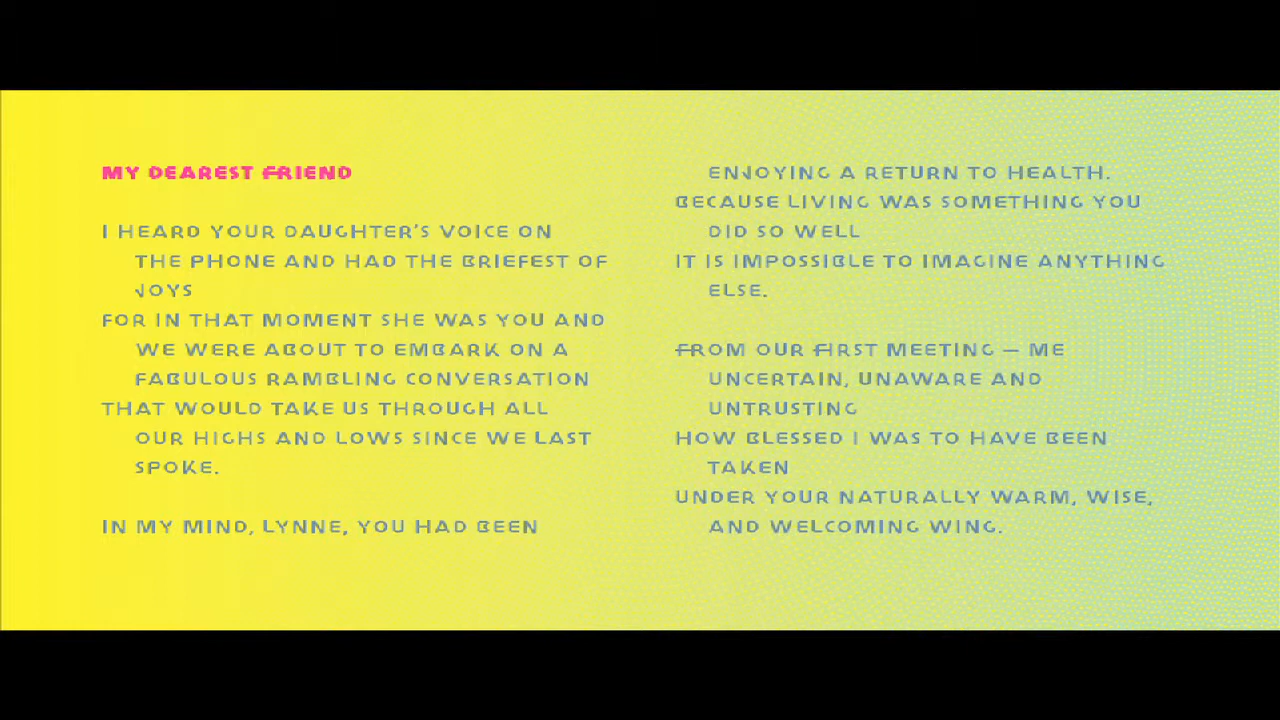 MY DEAREST FRIEND
I HEARD YOUR DAUGHTER'S VOICE ON
THE PHONE AND HAD THE BRIEFEST OF
JOYS
FOR IN THAT MOMENT SHE WAS YOU AND
WE WERE ABOUT TO EMBARK ON A
FABULOUS RAMBLING CONVERSATION
THAT WOULD TAKE US THROUGH ALL
OUR HIGHS AND LOWS SINCE WE LAST
SPOKE.
IN MY MIND, LYNNE, YOU HAD BEEN
ENJOYING A RETURN TO HEALTH.
BECAUSE LIVING WAS SOMETHING YOU
DID SO WELL
IT IS IMPOSSIBLE TO IMAGINE ANYTHING
ELSE.
FROM OUR FIRST MEETING — ME
UNCERTAIN, UNAWARE AND
UNTRUSTING
HOW BLESSED I WAS TO HAVE BEEN
TAKEN
UNDER YOUR NATURALLY WARM, WISE,
AND WELCOMING WING.